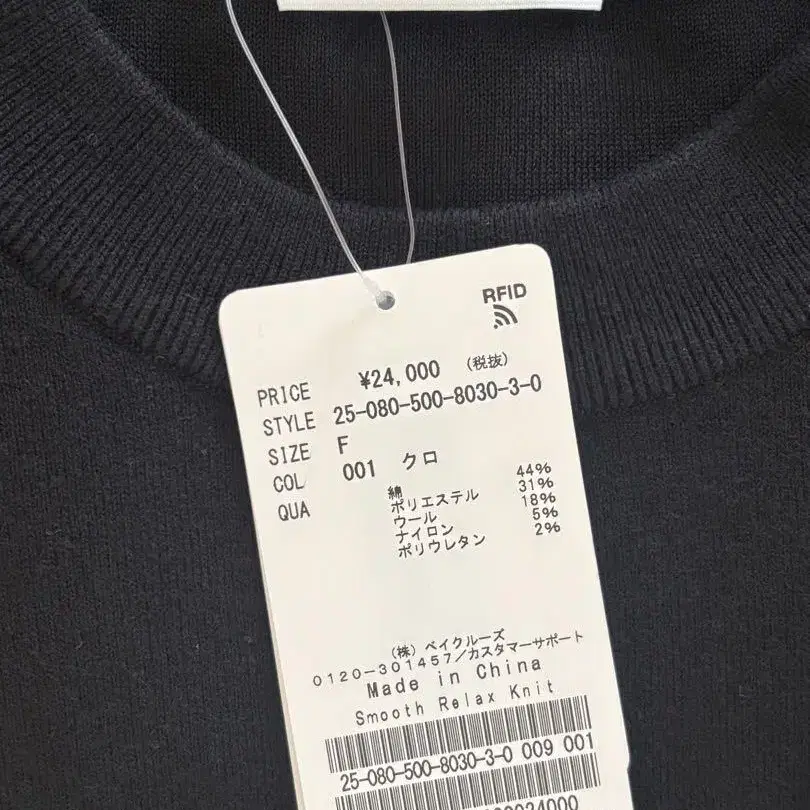 RFID
PRICE ¥24,000 (税抜)
STYLE 25-080-500-8030-3-0
SIZE F
COL 001 クロ
QUA 綿 44%
ポリエステル 31%
ウール 18%
ナイロン 5%
ポリウレタン 2%
(株) ベイクルーズ
0120-301457/カスタマーサポート
Made in China
Smooth Relax Knit
25-080-500-8030-3-0 009 001